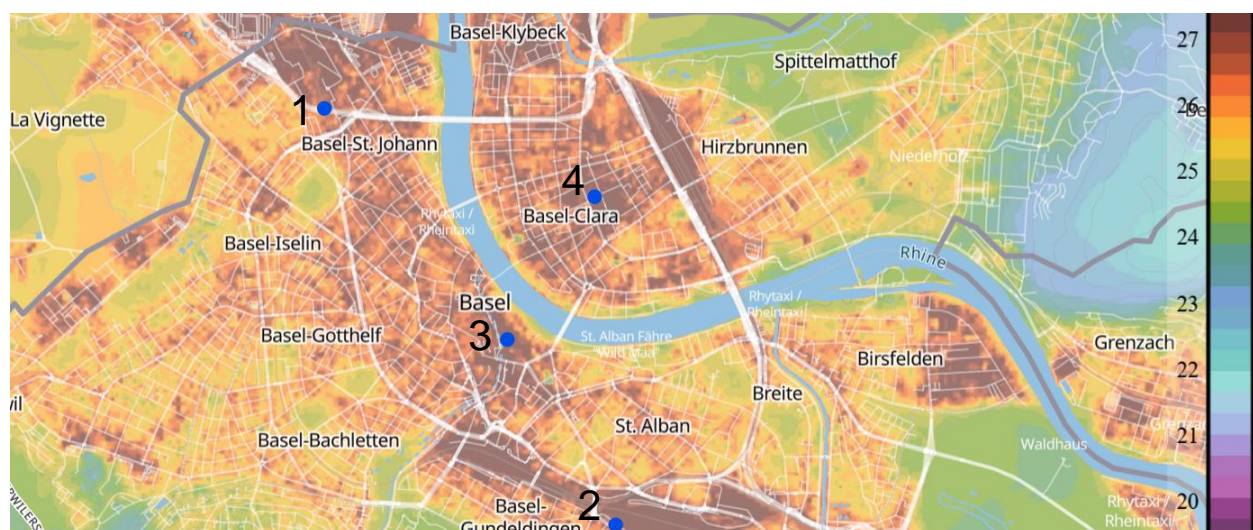 Basel-Klybeck
27
Spittelmatthof
1
La Vignette
26
Basel-St. Johann
Hirzbrunnen
Niederholz
25
4
Rhytaxi /
Rheintaxi
Basel-Clara
24
Basel-Iselin
Rhine
Basel
Rhytaxi /
Rheintaxi
23
3
Basel-Gotthelf
St. Alban Fähre
"Wild Maa"
Birsfelden
Grenzach
22
Breite
vil
St. Alban
Basel-Bachletten
Waldhaus
21
2
Basel-
Gundeldingen
Rhytaxi /
Rheintaxi
20